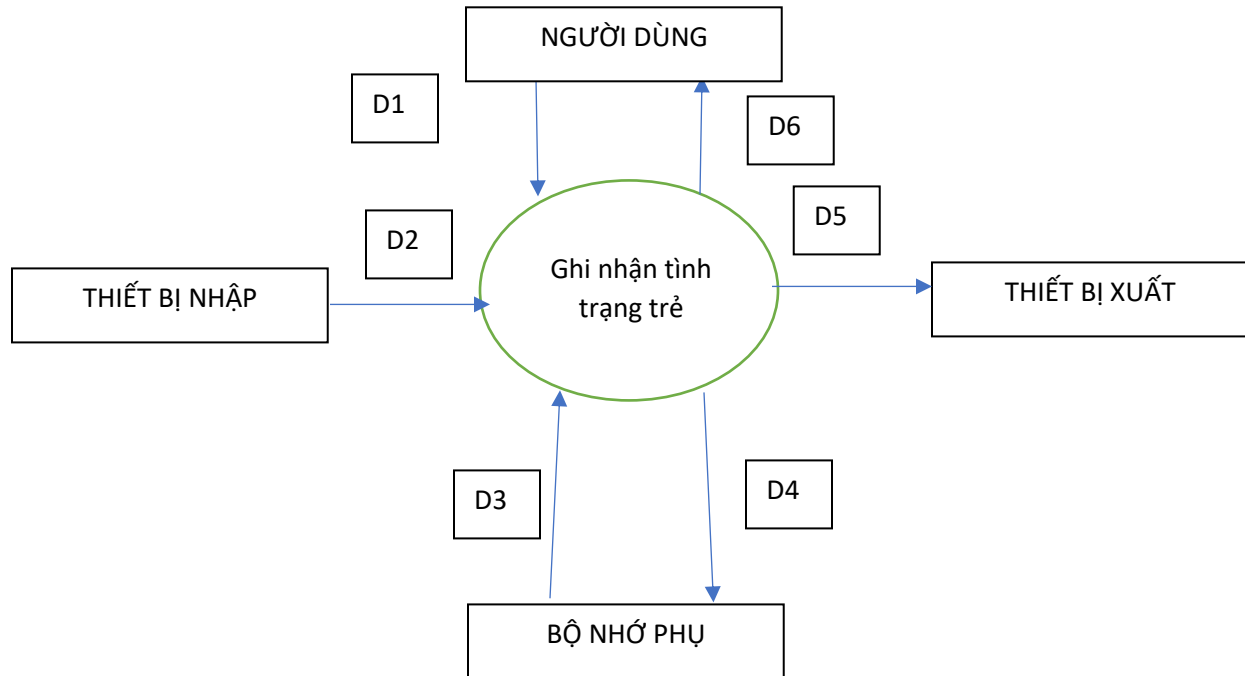 NGƯỜI DÙNG
D1
D6
D5
D2
THIẾT BỊ NHẬP
Ghi nhận tình
trạng trẻ
THIẾT BỊ XUẤT
D3
D4
BỘ NHỚ PHỤ